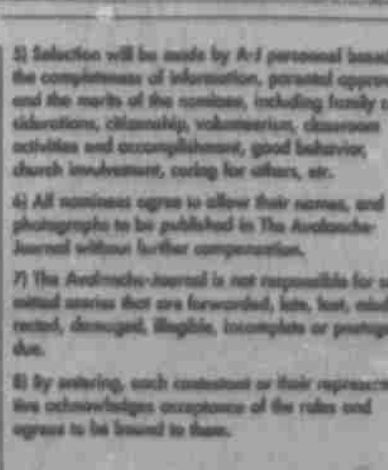 5) Selection will be made by A-J personnel based
the completeness of information, parental
and the merits of the nominee, including family
siderations, citizenship, volunteerism, classroom
activities and accomplishment, good behavior,
church involvement, caring for others, etc.
6) All nominees agree to allow their names, and
photographs to be published in The Avalanche-
Journal without further compensation.
7) The Avalanche-Journal is not responsible for
entries that are forwarded, late, lost,
damaged, illegible, incomplete or postage
due.
8) By entering, each contestant or their
tive acknowledges acceptance of the rules and
agrees to be bound to them.